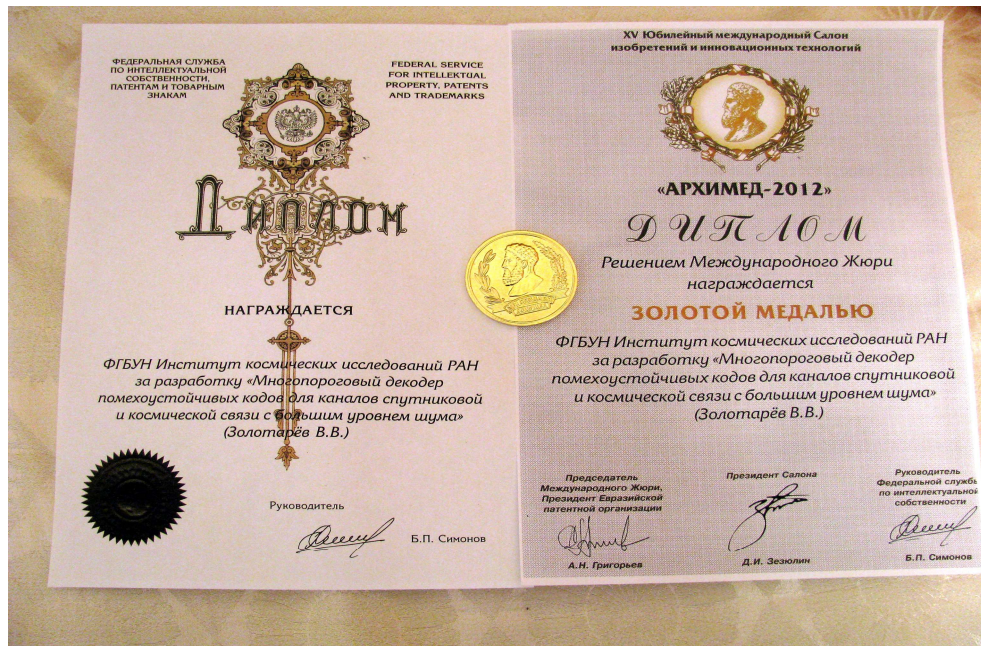 ФЕДЕРАЛЬНАЯ СЛУЖБА
ПО ИНТЕЛЛЕКТУАЛЬНОЙ
СОБСТВЕННОСТИ,
ПАТЕНТАМ И ТОВАРНЫМ
ЗНАКАМ
FEDERAL SERVICE
FOR INTELLEKTUAL
PROPERTY, PATENTS
AND TRADEMARKS
Диплом
НАГРАЖДАЕТСЯ
ФГБУН Институт космических исследований РАН
за разработку «Многопороговый декодер
помехоустойчивых кодов для каналов спутниковой
и космической связи с большим уровнем шума»
(Золотарёв В.В.)
Руководитель
Б.П. Симонов
XV Юбилейный международный Салон
изобретений и инновационных технологий
«АРХИМЕД-2012»
ДИПЛОМ
Решением Международного Жюри
награждается
ЗОЛОТОЙ МЕДАЛЬЮ
ФГБУН Институт космических исследований РАН
за разработку «Многопороговый декодер
помехоустойчивых кодов для каналов спутниковой
и космической связи с большим уровнем шума»
(Золотарёв В.В.)
Председатель
Международного Жюри,
Президент Евразийской
патентной организации
А.Н. Григорьев
Президент Салона
Д.И. Зезюлин
Руководитель
Федеральной службы
по интеллектуальной
собственности
Б.П. Симонов